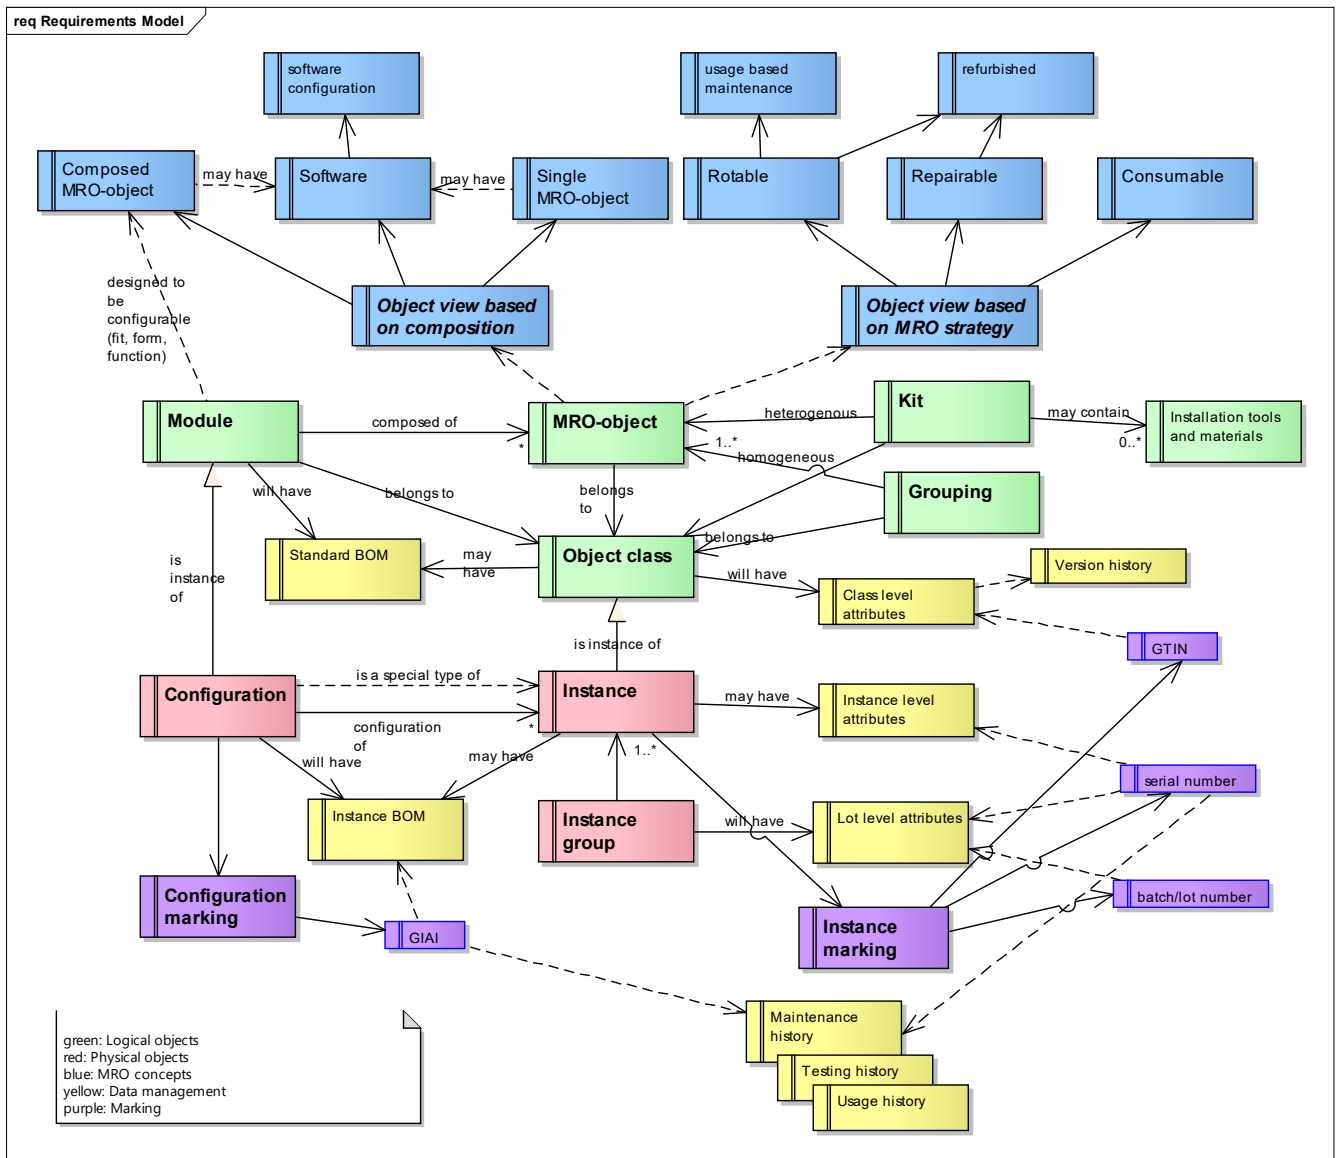 req Requirements Model
software
configuration
usage based
maintenance
refurbished
Composed
MRO-object
may have
Software
may have
Single
MRO-object
Rotable
Repairable
Consumable
designed to
be
configurable
(fit, form,
function)
Object view based
on composition
Object view based
on MRO strategy
Module
composed of
*
MRO-object
heterogenous
1..*
homogeneous
Kit
may contain
0..*
Installation tools
and materials
will have
belongs to
belongs
to
Grouping
belongs to
Standard BOM
may
have
Object class
will have
Class level
attributes
Version history
is
instance
of
is instance of
GTIN
Configuration
is a special type of
*
Instance
may have
Instance level
attributes
configuration
of
will have
may have
1..*
serial number
Instance BOM
Instance
group
will have
Lot level attributes
Configuration
marking
GIAI
Instance
marking
batch/lot number
Maintenance
history
Testing history
Usage history
green: Logical objects
red: Physical objects
blue: MRO concepts
yellow: Data management
purple: Marking